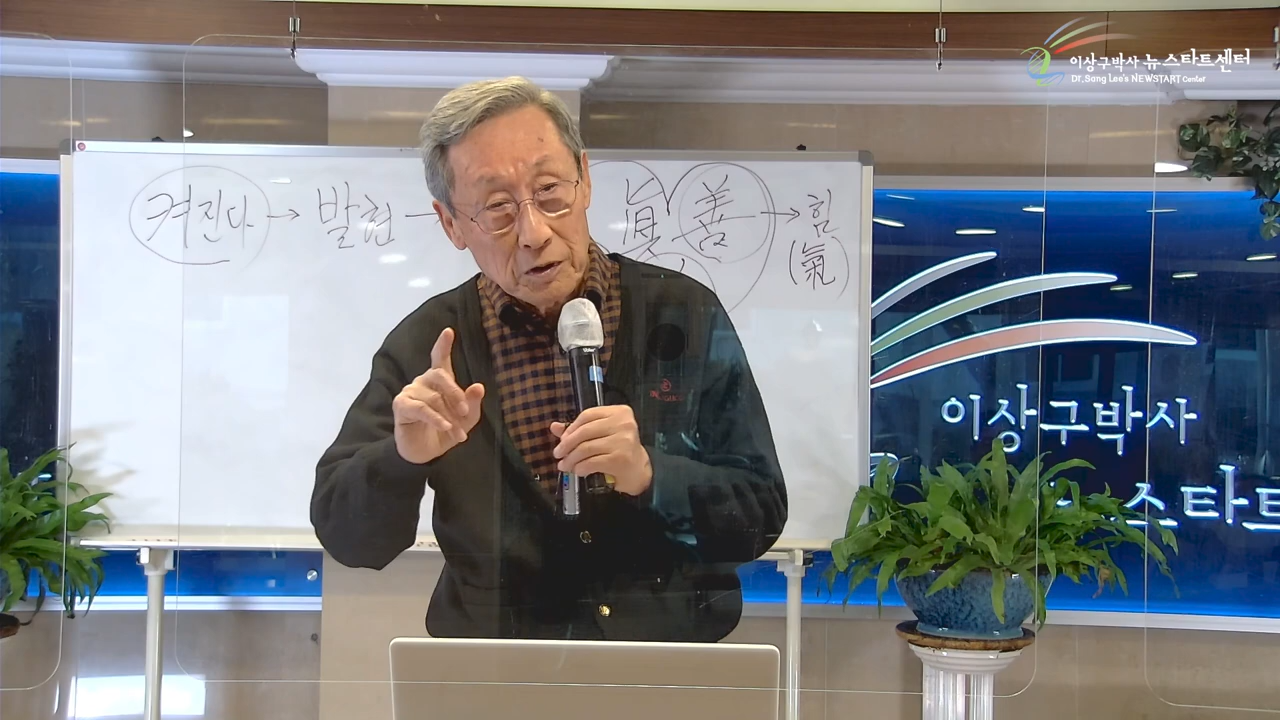 이상구박사 뉴스타트센터
Dr. Sang Lee's NEWSTART Center
켜진다 → 발현 眞 善 → 힘
(氣)
이상구박사
스타트